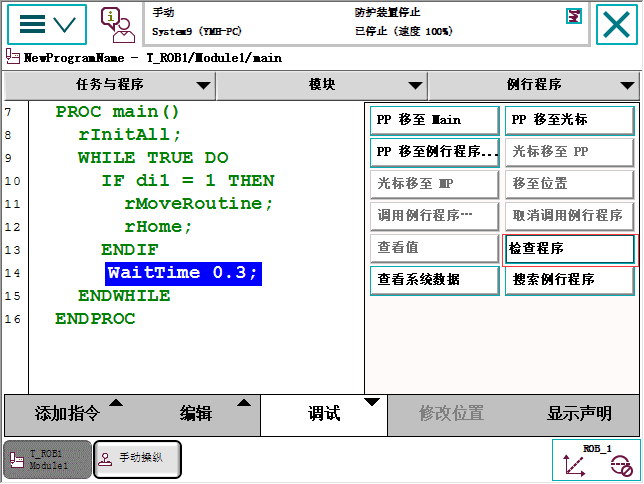 手动
防护装置停止
System9 (YMH-PC)
已停止 (速度 100%)
NewProgramName - T_ROB1/Module1/main
任务与程序
模块
例行程序
7 PROC main()
8 rInitAll;
9 WHILE TRUE DO
10 IF di1 = 1 THEN
11 rMoveRoutine;
12 rHome;
13 ENDIF
14 WaitTime 0.3;
15 ENDWHILE
16 ENDPROC
PP 移至 Main
PP 移至光标
PP 移至例行程序...
光标移至 PP
光标移至 MP
移至位置
调用例行程序…
取消调用例行程序
查看值
检查程序
查看系统数据
搜索例行程序
添加指令
编辑
调试
修改位置
显示声明
T_ROB1
Module1
手动操纵
ROB_1